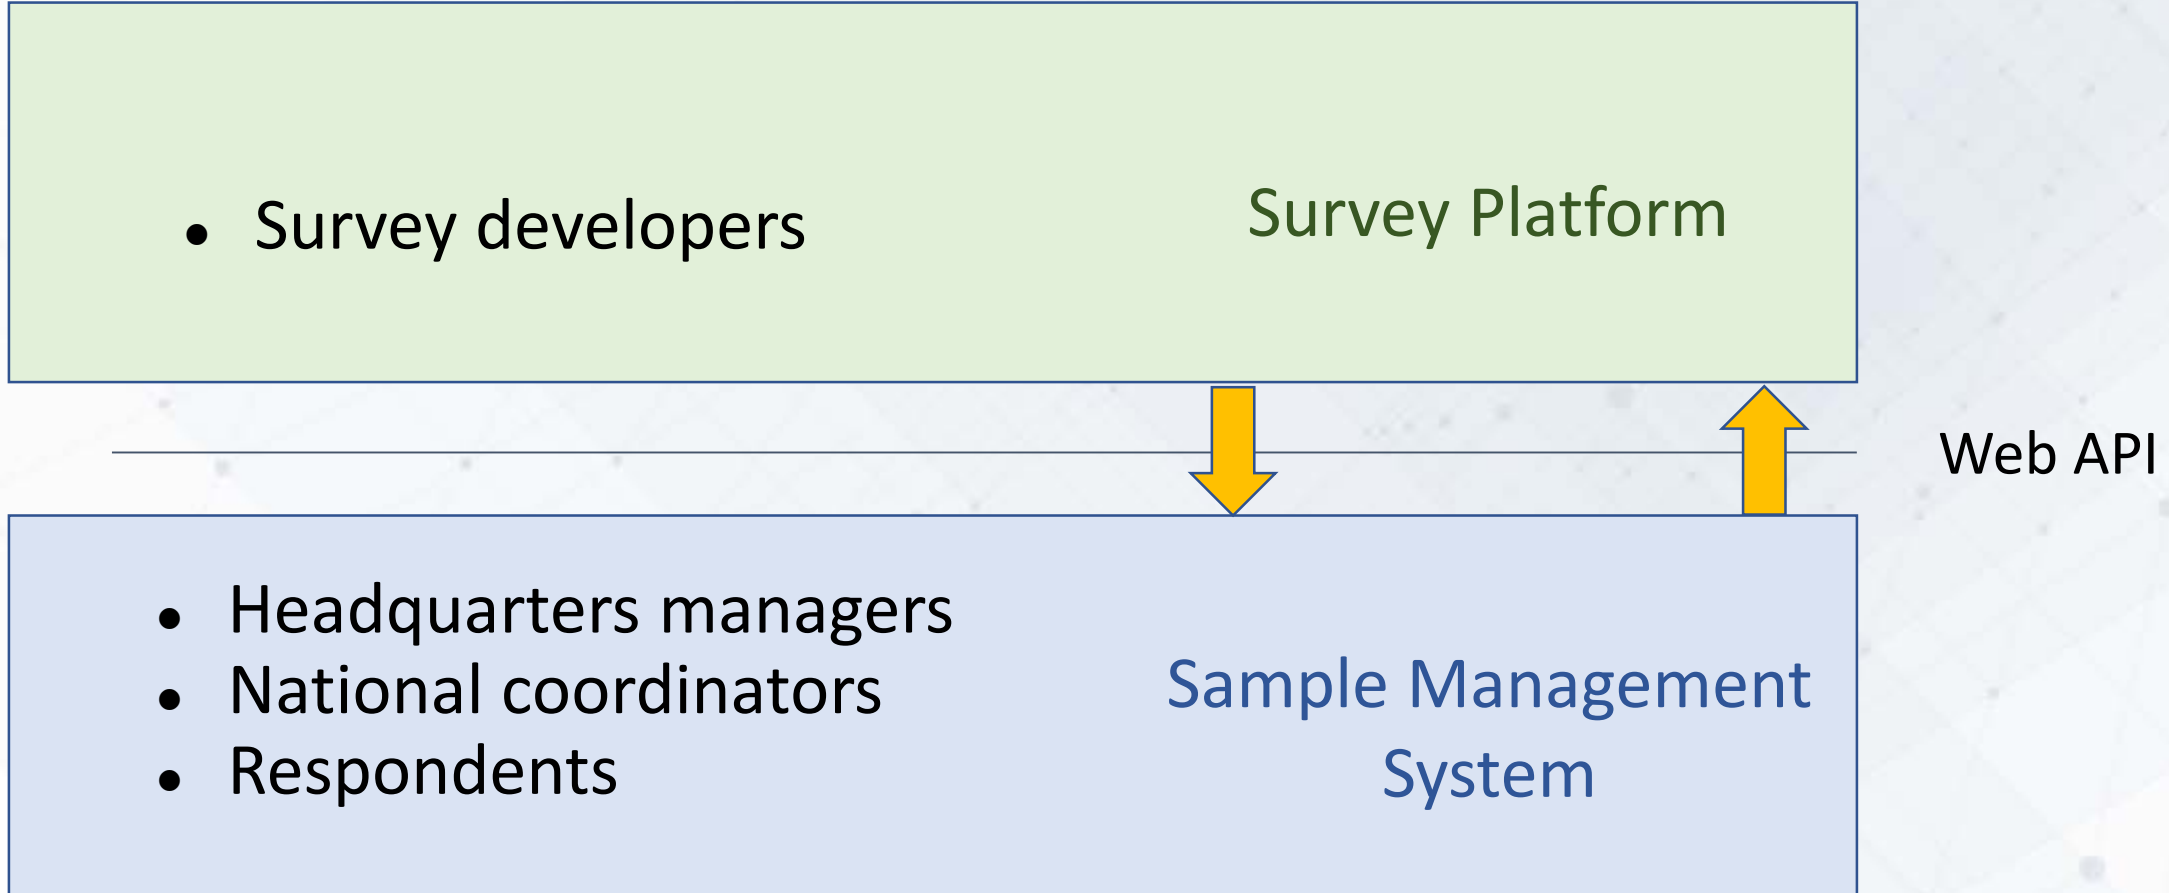 • Survey developers
Survey Platform
Web API
• Headquarters managers
• National coordinators
• Respondents
Sample Management
System